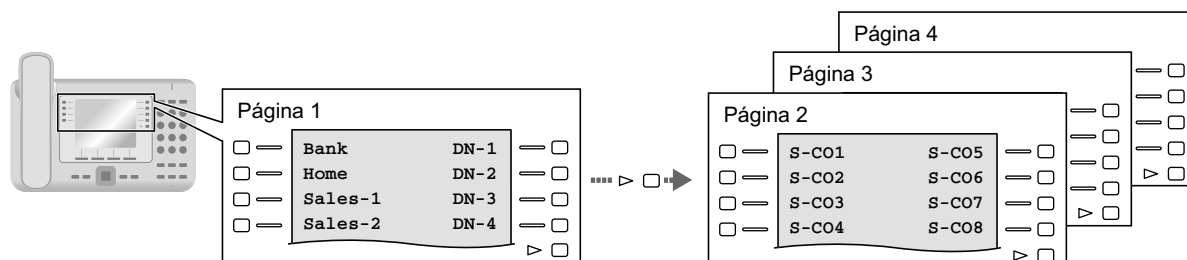 Página 4
Página 3
Página 1
Página 2
Bank DN-1
Home DN-2
Sales-1 DN-3
Sales-2 DN-4
S-CO1 S-CO5
S-CO2 S-CO6
S-CO3 S-CO7
S-CO4 S-CO8